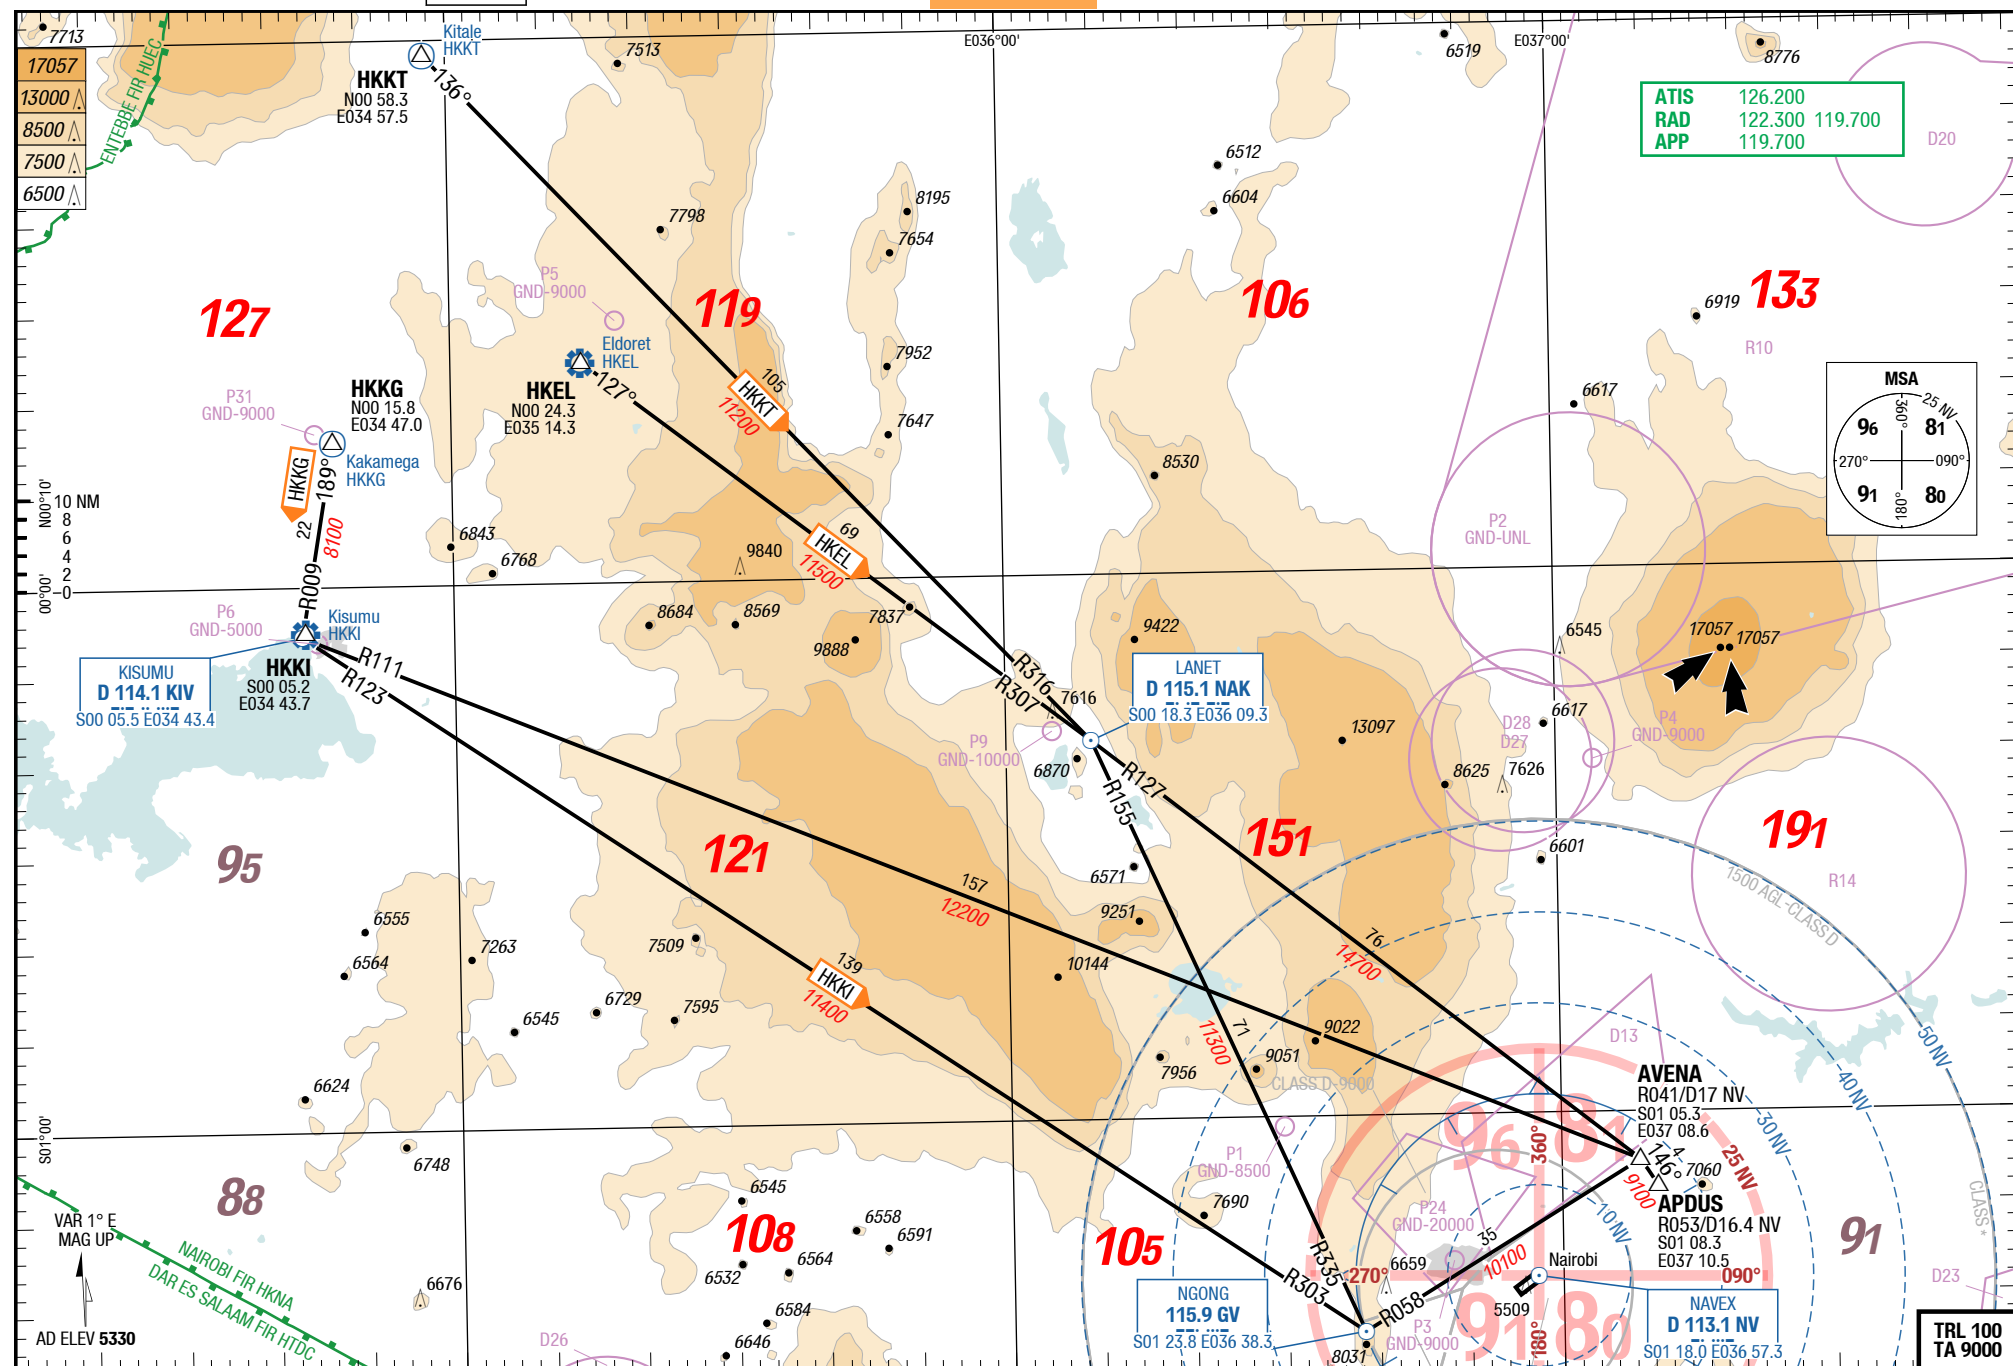 7713
17057
13000
8500
7500
6500
ENTEBBE FIR HUEC
Kitale
HKKT
HKKT
N00 58.3
E034 57.5
136°
7513
E036°00'
6519
E037°00'
8776
ATIS 126.200
RAD 122.300 119.700
APP 119.700
D20
6512
6604
8195
7654
7798
P5
GND-9000
127
119
106
133
6919
R10
Eldoret
HKEL
HKEL
N00 24.3
E035 14.3
127°
7952
7647
105
HKKT
11200
P31
GND-9000
HKKG
N00 15.8
E034 47.0
Kakamega
HKKG
HKKG
189°
22
8100
R009
N00°10'
10 NM
8
6
4
2
0
00°00'
6617
MSA
25 NV
360°
96
81
270°
090°
91
80
180°
8530
P2
GND-UNL
6843
6768
9840
69
HKEL
11500
P6
GND-5000
Kisumu
HKKI
8684
8569
7837
9888
9422
6545
17057
17057
KISUMU
D 114.1 KIV
S00 05.5 E034 43.4
HKKI
S00 05.2
E034 43.7
R111
R123
R316
R307
7616
LANET
D 115.1 NAK
S00 18.3 E036 09.3
P9
GND-10000
6870
13097
D28
D27
6617
P4
GND-9000
8625
7626
R127
R155
95
121
151
191
6571
6601
R14
1500 AGL-CLASS D
157
12200
9251
6555
6564
7263
7509
139
HKKI
11400
10144
76
14700
6729
7595
6545
71
11300
9022
9051
7956
CLASS D-9000
D13
50 NV
40 NV
30 NV
25 NV
10 NV
AVENA
R041/D17 NV
S01 05.3
E037 08.6
6624
S01°00'
6748
P1
GND-8500
96
81
360°
4
146°
9100
7060
APDUS
R053/D16.4 NV
S01 08.3
E037 10.5
CLASS *
88
VAR 1° E
MAG UP
NAIROBI FIR HKNA
DAR ES SALAAM FIR HTDC
6545
108
6558
6591
6564
6532
7690
105
P24
GND-20000
35
10100
91
6676
AD ELEV 5330
6584
6646
D26
R335
R303
270°
6659
R058
Nairobi
5509
090°
D23
NGONG
115.9 GV
S01 23.8 E036 38.3
P3
GND-9000
91
80
180°
8031
NAVEX
D 113.1 NV
S01 18.0 E036 57.3
TRL 100
TA 9000